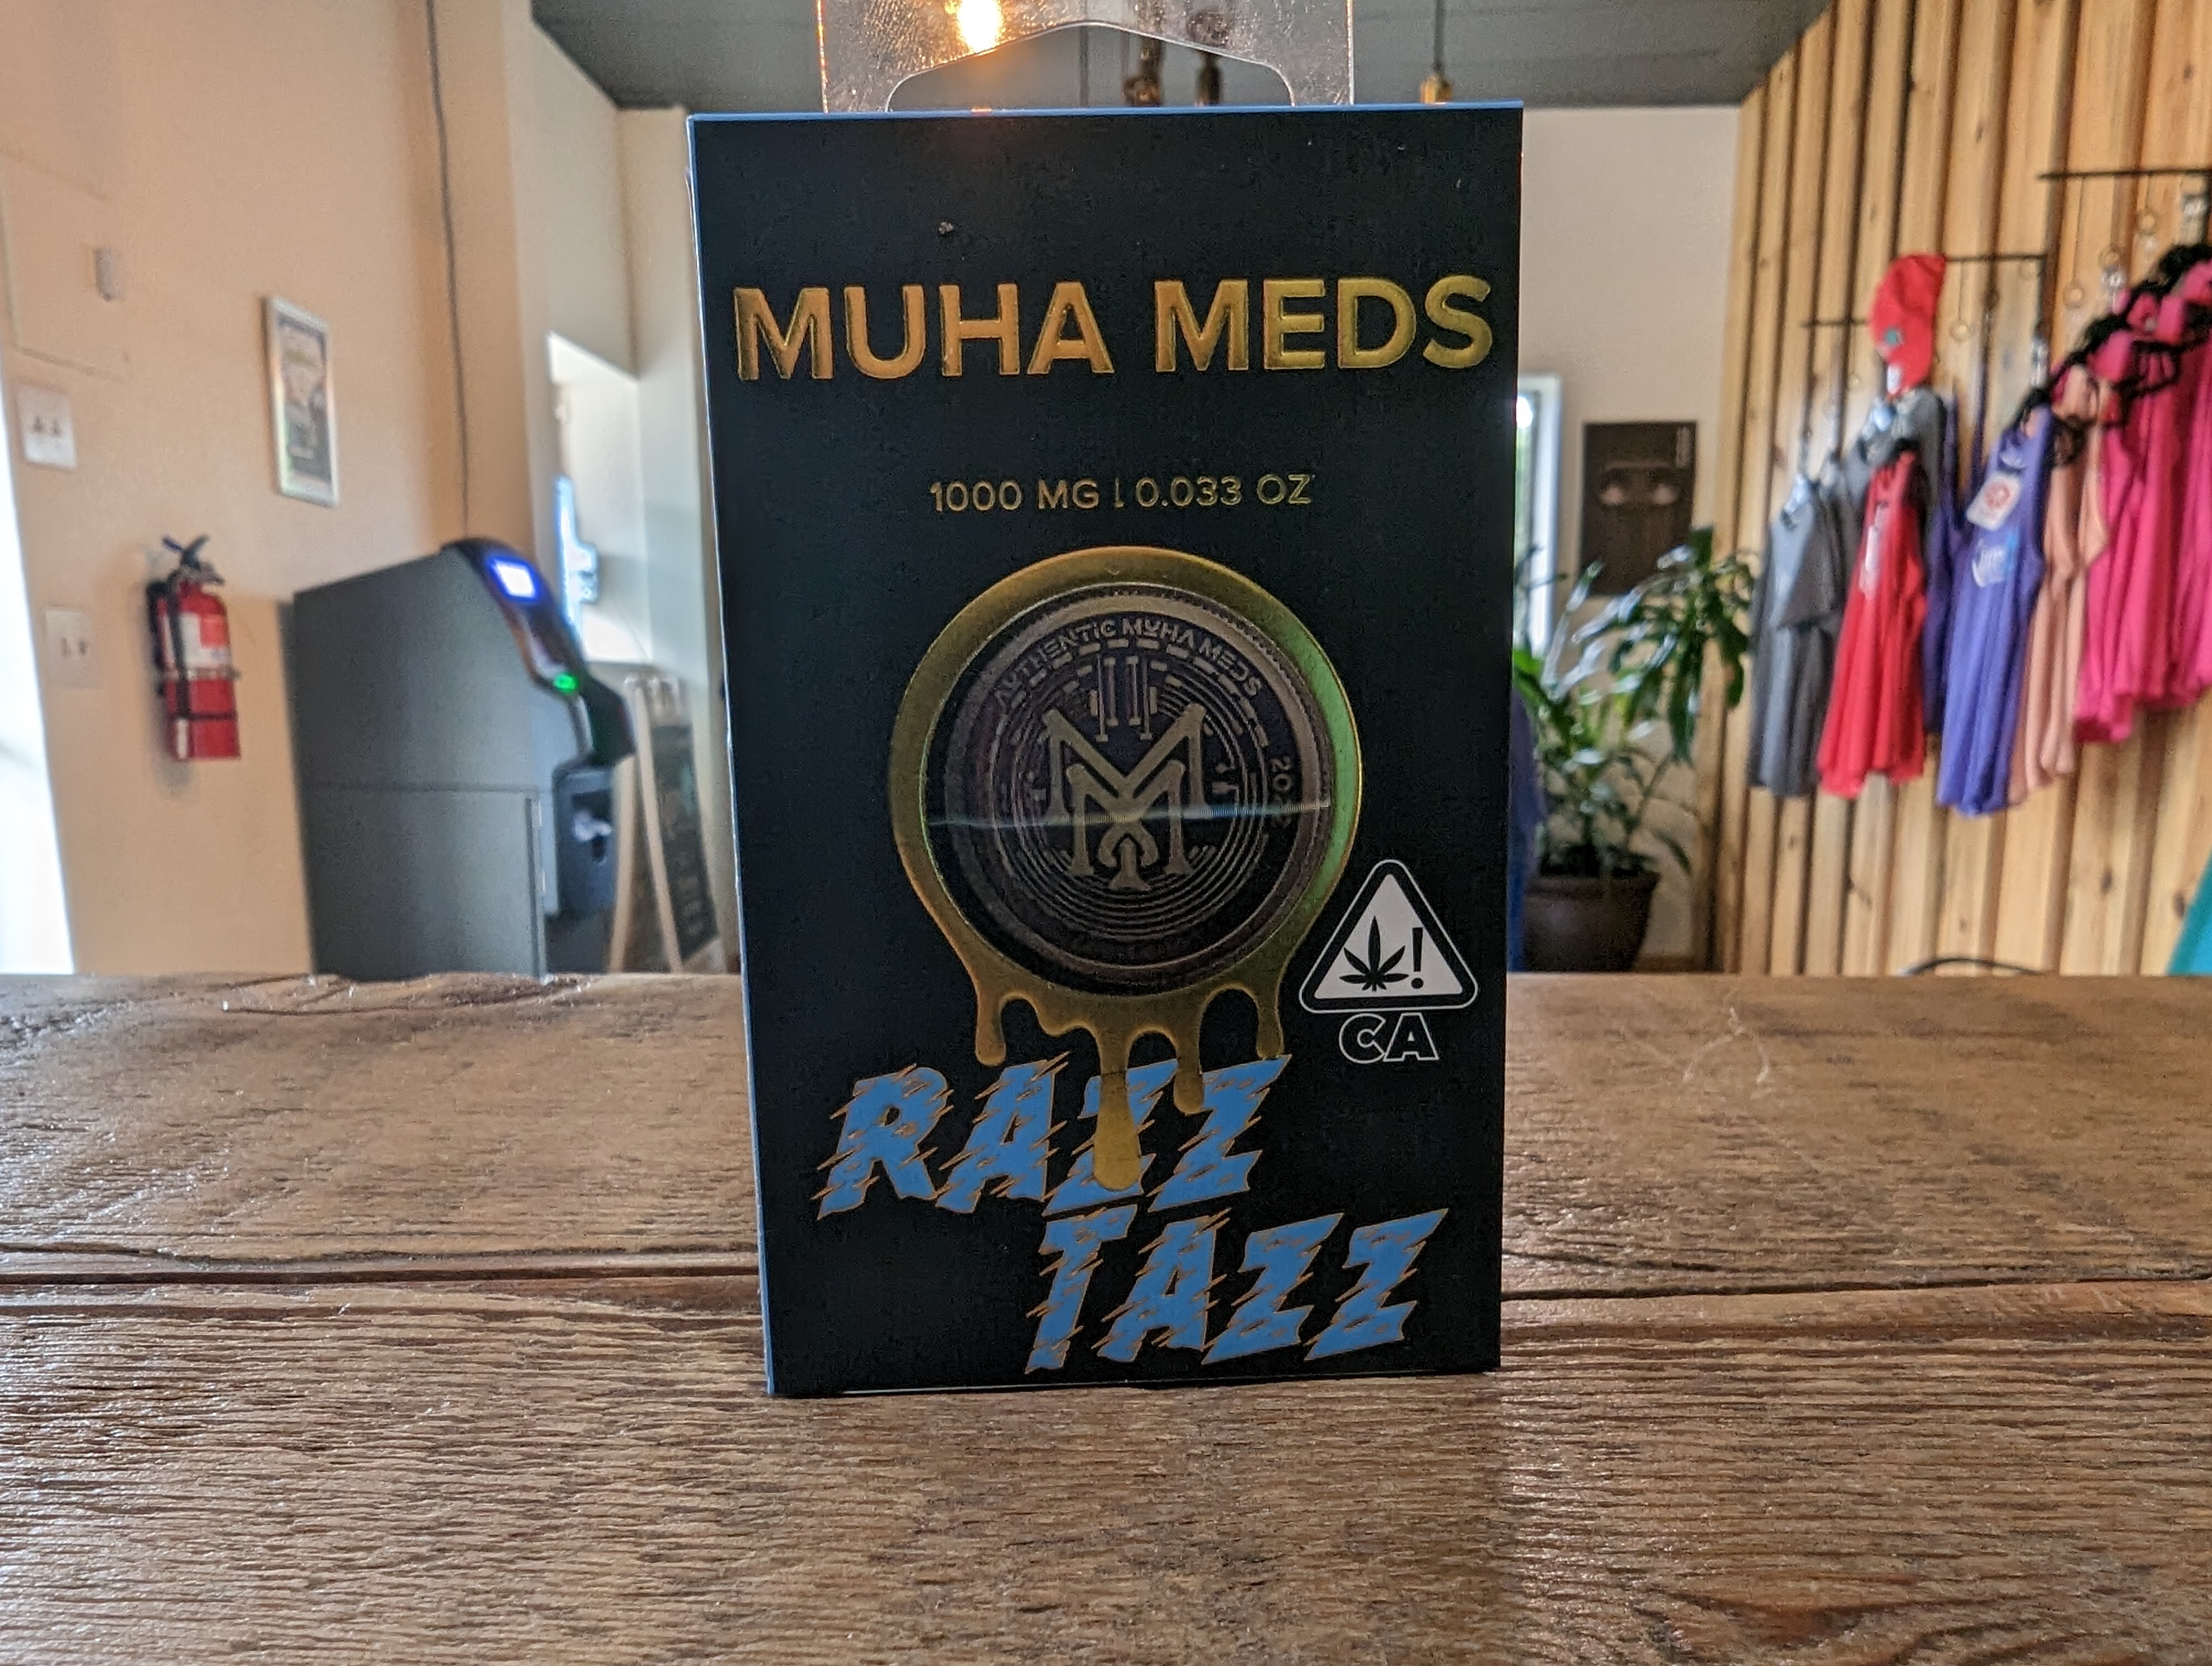 MUHA MEDS
1000 MG | 0.033 OZ
AUTHENTIC MUHA MEDS
CA
RAZZ
TAZZ